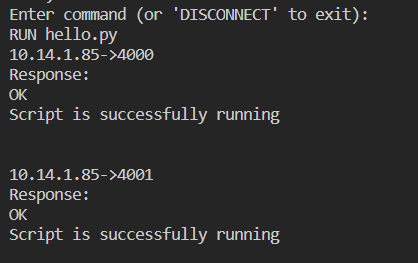 Enter command (or 'DISCONNECT' to exit):
RUN hello.py
10.14.1.85->4000
Response:
OK
Script is successfully running
10.14.1.85->4001
Response:
OK
Script is successfully running